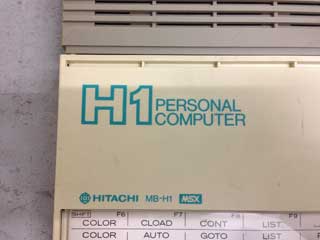 H1 PERSONAL
COMPUTER
HITACHI MB-H1 MSX
SHIFT F6 F7 F8 F9
COLOR CLOAD CONT LIST
COLOR AUTO GOTO LIST